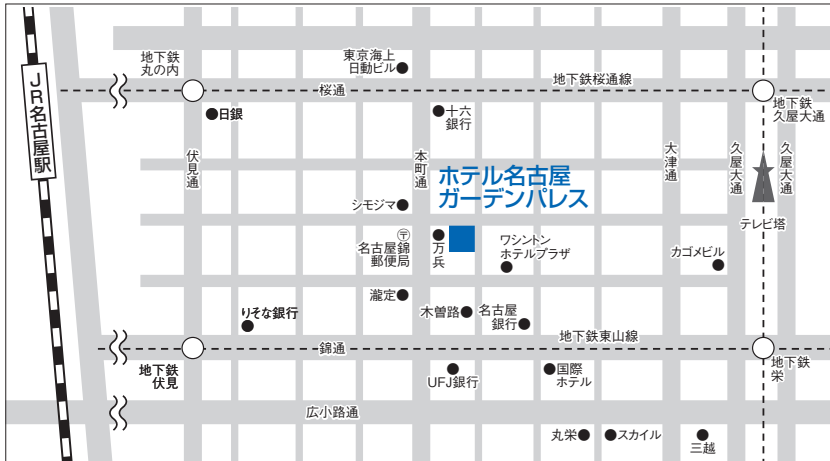 東京海上
日動ビル
地下鉄
丸の内
桜通
地下鉄桜通線
地下鉄
久屋大通
JR名古屋駅
日銀
十六
銀行
伏見通
本町通
大津通
久屋大通
久屋大通
ホテル名古屋
ガーデンパレス
シモジマ
テレビ塔
〒
名古屋錦
郵便局
万兵
ワシントン
ホテルプラザ
カゴメビル
瀧定
りそな銀行
木曽路
名古屋
銀行
地下鉄東山線
錦通
地下鉄
伏見
地下鉄
栄
UFJ銀行
国際
ホテル
広小路通
丸栄
スカイル
三越